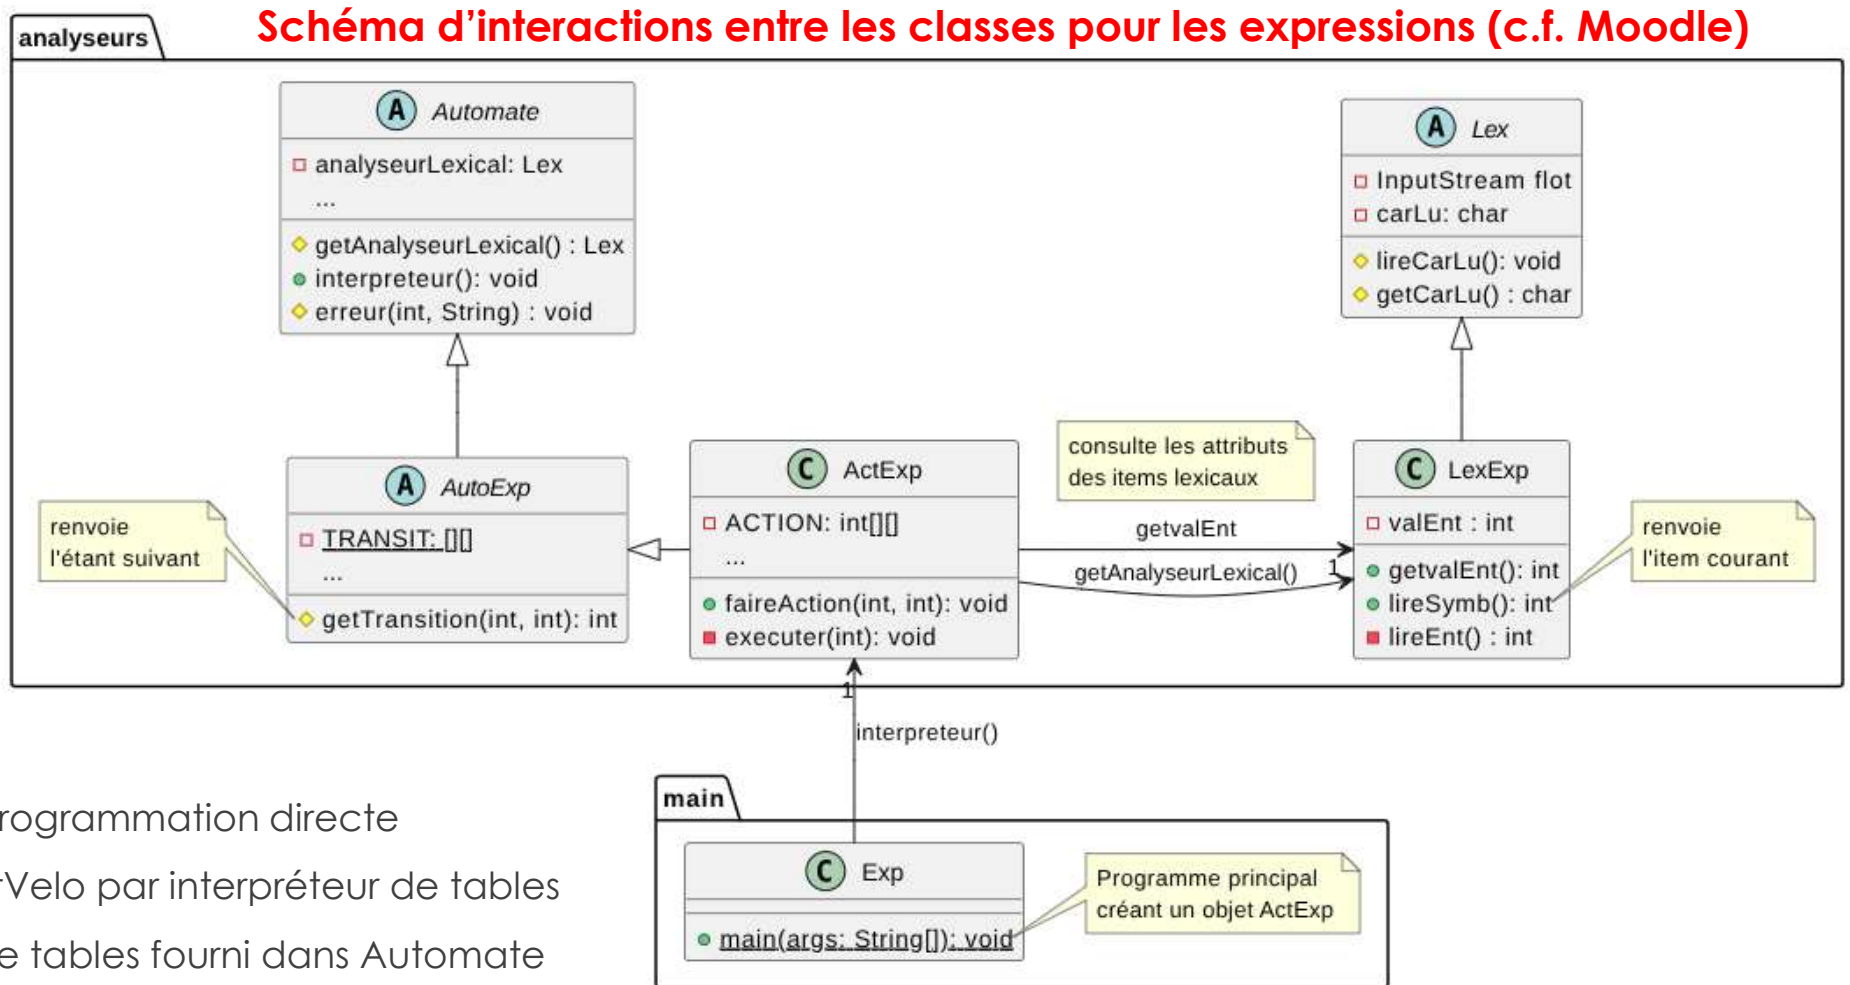 Schéma d'interactions entre les classes pour les expressions (c.f. Moodle)
analyseurs
A Automate
analyseurLexical: Lex
...
getAnalyseurLexical() : Lex
interpreteur(): void
erreur(int, String) : void
A Lex
InputStream flot
carLu: char
lireCarLu(): void
getCarLu() : char
renvoie
l'étant suivant
A AutoExp
TRANSIT: [][]
...
getTransition(int, int): int
C ActExp
ACTION: int[][]
...
faireAction(int, int): void
executer(int): void
consulte les attributs
des items lexicaux
getvalEnt
getAnalyseurLexical()
1
C LexExp
valEnt : int
getvalEnt(): int
lireSymb(): int
lireEnt() : int
renvoie
l'item courant
1
interpreteur()
rogrammation directe
Velo par interpréteur de tables
e tables fourni dans Automate
main
C Exp
main(args: String[]): void
Programme principal
créant un objet ActExp